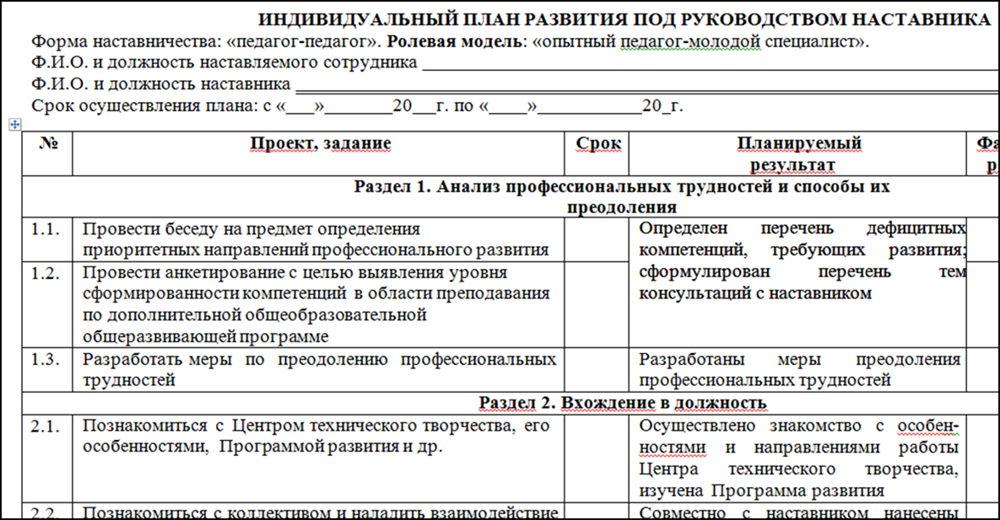 ИНДИВИДУАЛЬНЫЙ ПЛАН РАЗВИТИЯ ПОД РУКОВОДСТВОМ НАСТАВНИКА
Форма наставничества: «педагог-педагог». Ролевая модель: «опытный педагог-молодой специалист».
Ф.И.О. и должность наставляемого сотрудника
Ф.И.О. и должность наставника
Срок осуществления плана: с «___»________20___г. по «____»____________20_г.
№ Проект, задание Срок Планируемый
результат
Раздел 1. Анализ профессиональных трудностей и способы их
преодоления
1.1. Провести беседу на предмет определения
приоритетных направлений профессионального развития
Определен перечень дефицитных
компетенций, требующих развития;
сформулирован перечень тем
консультаций с наставником
1.2. Провести анкетирование с целью выявления уровня
сформированности компетенций в области преподавания
по дополнительной общеобразовательной
общеразвивающей программе
1.3. Разработать меры по преодолению профессиональных
трудностей
Разработаны меры преодоления
профессиональных трудностей
Раздел 2. Вхождение в должность
2.1. Познакомиться с Центром технического творчества, его
особенностями, Программой развития и др.
Осуществлено знакомство с особен-
ностями и направлениями работы
Центра технического творчества,
изучена Программа развития
2.2. Познакомиться с коллективом и наладить взаимодействие
Совместно с наставником нанесены